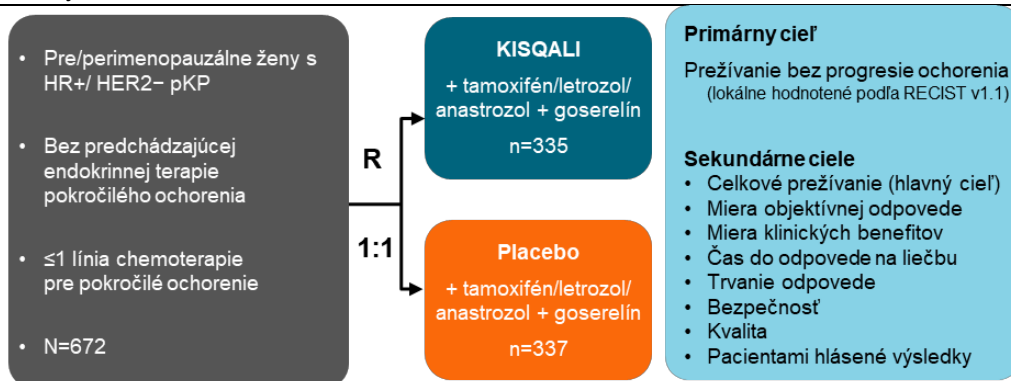 • Pre/perimenopauzálne ženy s
HR+/ HER2− pKP
• Bez predchádzajúcej
endokrinnej terapie
pokročilého ochorenia
• ≤1 línia chemoterapie
pre pokročilé ochorenie
• N=672
R
1:1
KISQALI
+ tamoxifén/letrozol/
anastrozol + goserelín
n=335
Placebo
+ tamoxifén/letrozol/
anastrozol + goserelín
n=337
Primárny cieľ
Prežívanie bez progresie ochorenia
(lokálne hodnotené podľa RECIST v1.1)
Sekundárne ciele
• Celkové prežívanie (hlavný cieľ)
• Miera objektívnej odpovede
• Miera klinických benefitov
• Čas do odpovede na liečbu
• Trvanie odpovede
• Bezpečnosť
• Kvalita
• Pacientami hlásené výsledky